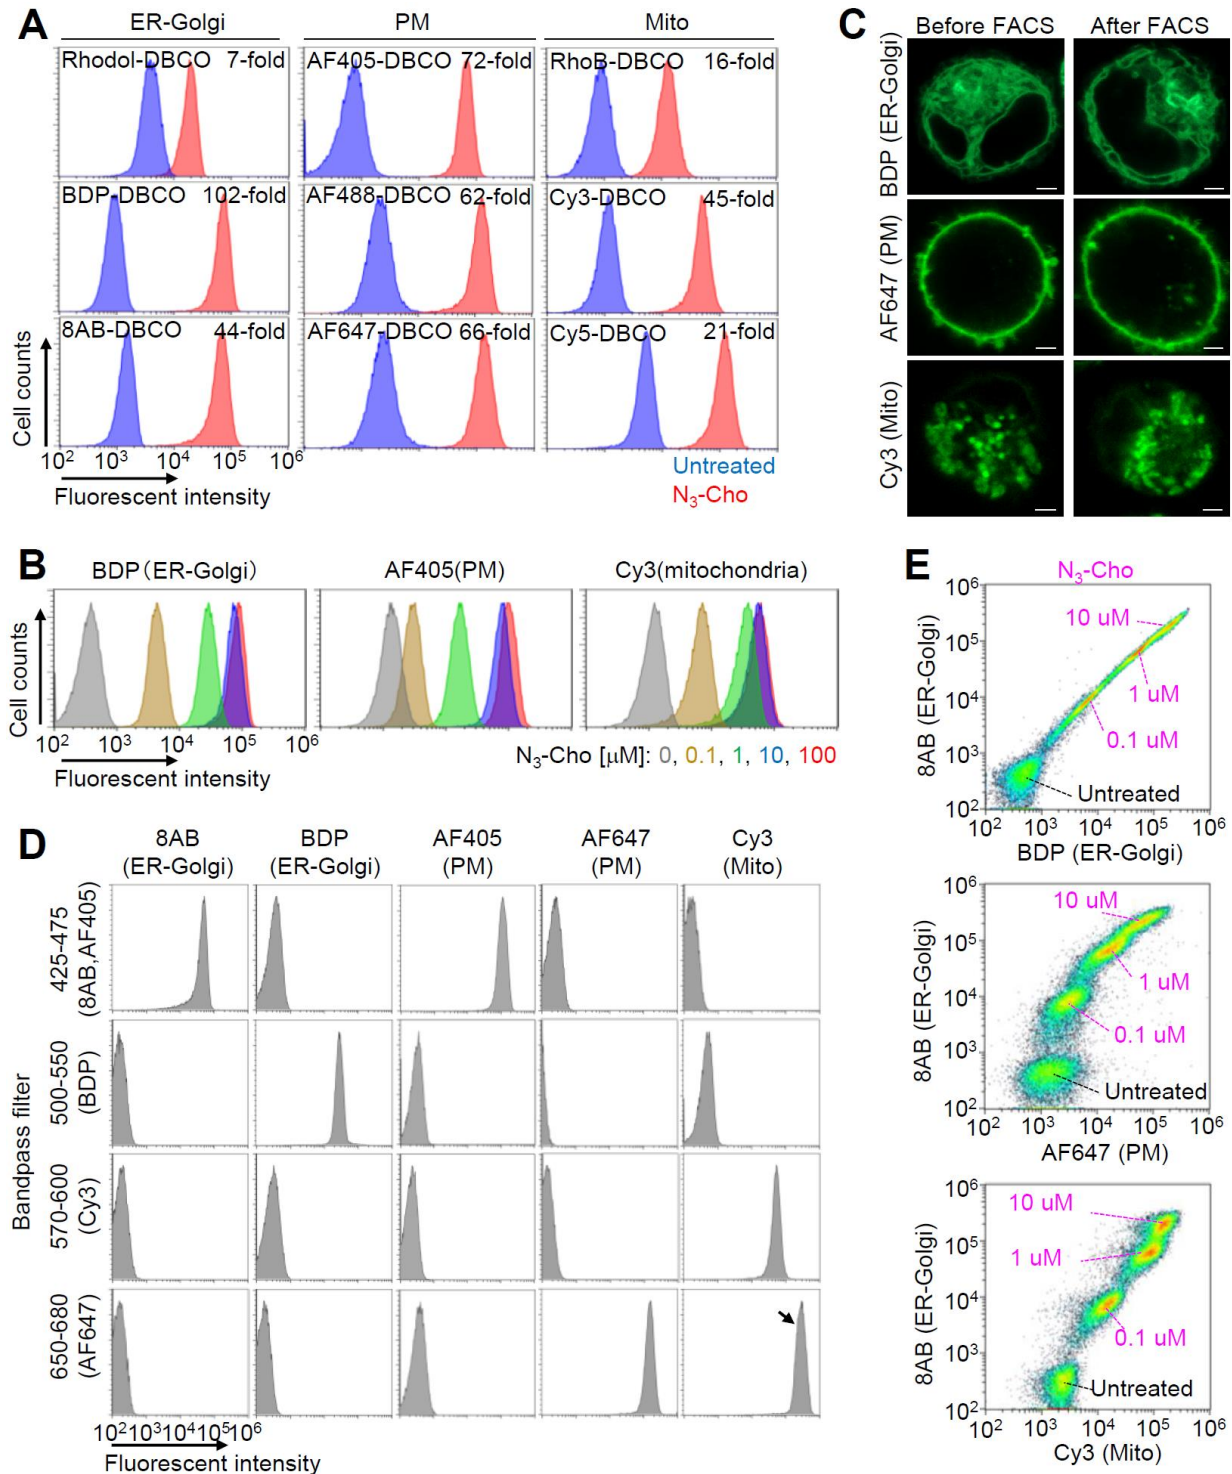 A
ER-Golgi
PM
Mito
Rhodol-DBCO 7-fold
AF405-DBCO 72-fold
RhoB-DBCO 16-fold
BDP-DBCO 102-fold
AF488-DBCO 62-fold
Cy3-DBCO 45-fold
8AB-DBCO 44-fold
AF647-DBCO 66-fold
Cy5-DBCO 21-fold
Cell counts
10² 10³ 10⁴ 10⁵ 10⁶
Fluorescent intensity
Untreated
N₃-Cho
B
BDP(ER-Golgi)
AF405(PM)
Cy3(mitochondria)
Cell counts
10² 10³ 10⁴ 10⁵ 10⁶
Fluorescent intensity
N₃-Cho [μM]: 0, 0.1, 1, 10, 100
C
Before FACS
After FACS
BDP (ER-Golgi)
AF647 (PM)
Cy3 (Mito)
D
8AB
(ER-Golgi)
BDP
(ER-Golgi)
AF405
(PM)
AF647
(PM)
Cy3
(Mito)
Bandpass filter
425-475
(8AB,AF405)
500-550
(BDP)
570-600
(Cy3)
650-680
(AF647)
10² 10³ 10⁴ 10⁵ 10⁶
Fluorescent intensity
E
N₃-Cho
8AB (ER-Golgi)
10⁶
10⁵
10⁴
10³
10²
10 uM
1 uM
0.1 uM
Untreated
10² 10³ 10⁴ 10⁵ 10⁶
BDP (ER-Golgi)
8AB (ER-Golgi)
10⁶
10⁵
10⁴
10³
10²
10 uM
1 uM
0.1 uM
Untreated
10² 10³ 10⁴ 10⁵ 10⁶
AF647 (PM)
8AB (ER-Golgi)
10⁶
10⁵
10⁴
10³
10²
10 uM
1 uM
0.1 uM
Untreated
10² 10³ 10⁴ 10⁵ 10⁶
Cy3 (Mito)